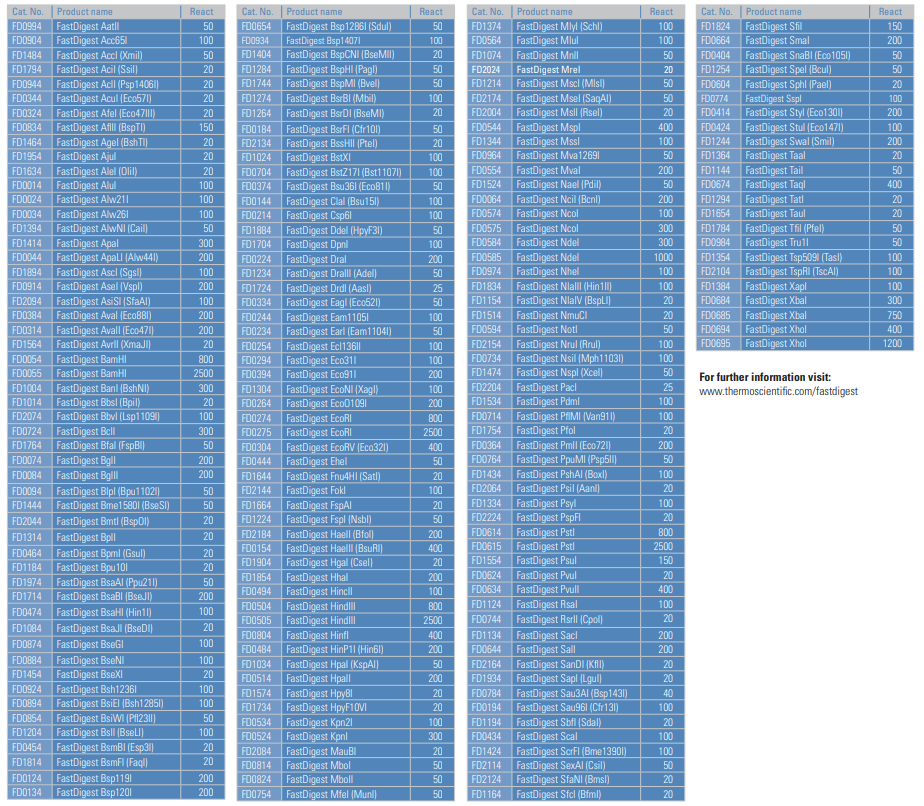 Cat. No. Product name React
FD0994 FastDigest AatII 50
FD0904 FastDigest Acc65I 100
FD1484 FastDigest AccI (XmiI) 50
FD1794 FastDigest AciI (SsiI) 20
FD0944 FastDigest AclI (Psp1406I) 20
FD0344 FastDigest AcuI (Eco57I) 20
FD0324 FastDigest AfeI (Eco47III) 20
FD0834 FastDigest AflII (BspTI) 150
FD1464 FastDigest AgeI (BshTI) 20
FD1954 FastDigest AjuI 20
FD1634 FastDigest AleI (OliI) 20
FD0014 FastDigest AluI 100
FD0024 FastDigest Alw21I 100
FD0034 FastDigest Alw26I 100
FD1394 FastDigest AlwNI (CaiI) 50
FD1414 FastDigest ApaI 300
FD0044 FastDigest ApaLI (Alw44I) 200
FD1894 FastDigest AscI (SgsI) 100
FD0914 FastDigest AseI (VspI) 200
FD2094 FastDigest AsiSI (SfaAI) 100
FD0384 FastDigest AvaI (Eco88I) 200
FD0314 FastDigest AvaII (Eco47I) 200
FD1564 FastDigest AvrII (XmaJI) 20
FD0054 FastDigest BamHI 800
FD0055 FastDigest BamHI 2500
FD1004 FastDigest BanI (BshNI) 300
FD1014 FastDigest BbsI (BpiI) 20
FD2074 FastDigest BbvI (Lsp1109I) 100
FD0724 FastDigest BclI 300
FD1764 FastDigest BfaI (FspBI) 50
FD0074 FastDigest BglI 200
FD0084 FastDigest BglII 200
FD0094 FastDigest BlpI (Bpu1102I) 50
FD1444 FastDigest Bme1580I (BseSI) 50
FD2044 FastDigest BmtI (BspOI) 20
FD1314 FastDigest BplI 20
FD0464 FastDigest BpmI (GsuI) 20
FD1184 FastDigest Bpu10I 20
FD1974 FastDigest BsaAI (Ppu21I) 50
FD1714 FastDigest BsaBI (BseJI) 200
FD0474 FastDigest BsaHI (Hin1I) 100
FD1084 FastDigest BsaJI (BseDI) 20
FD0874 FastDigest BseGI 100
FD0884 FastDigest BseNI 100
FD1454 FastDigest BseXI 20
FD0924 FastDigest Bsh1236I 100
FD0894 FastDigest BsiEI (Bsh1285I) 100
FD0854 FastDigest BsiWI (Pfl23II) 50
FD1204 FastDigest BslI (BseLI) 100
FD0454 FastDigest BsmBI (Esp3I) 20
FD1814 FastDigest BsmFI (FaqI) 20
FD0124 FastDigest Bsp119I 200
FD0134 FastDigest Bsp120I 200
Cat. No. Product name React
FD0654 FastDigest Bsp1286I (SduI) 50
FD0934 FastDigest Bsp1407I 100
FD1404 FastDigest BspCNI (BseMII) 20
FD1284 FastDigest BspHI (PagI) 50
FD1744 FastDigest BspMI (BveI) 50
FD1274 FastDigest BsrBI (MbiI) 100
FD1264 FastDigest BsrDI (BseMI) 20
FD0184 FastDigest BsrFI (Cfr10I) 50
FD2134 FastDigest BssHII (PteI) 20
FD1024 FastDigest BstXI 100
FD0704 FastDigest BstZ17I (Bst1107I) 100
FD0374 FastDigest Bsu36I (Eco81I) 50
FD0144 FastDigest ClaI (Bsu15I) 100
FD0214 FastDigest Csp6I 100
FD1884 FastDigest DdeI (HpyF3I) 50
FD1704 FastDigest DpnI 100
FD0224 FastDigest DraI 200
FD1234 FastDigest DraIII (AdeI) 50
FD1724 FastDigest DrdI (AasI) 25
FD0334 FastDigest EagI (Eco52I) 50
FD0244 FastDigest Eam1105I 100
FD0234 FastDigest EarI (Eam1104I) 50
FD0254 FastDigest Ecl136II 100
FD0294 FastDigest Eco31I 100
FD0394 FastDigest Eco91I 200
FD1304 FastDigest EcoNI (XagI) 100
FD0264 FastDigest EcoO109I 200
FD0274 FastDigest EcoRI 800
FD0275 FastDigest EcoRI 2500
FD0304 FastDigest EcoRV (Eco32I) 400
FD0444 FastDigest EheI 50
FD1644 FastDigest Fnu4HI (SatI) 20
FD2144 FastDigest FokI 100
FD1664 FastDigest FspAI 20
FD1224 FastDigest FspI (NsbI) 50
FD2184 FastDigest HaeII (BfoI) 200
FD0154 FastDigest HaeIII (BsuRI) 400
FD1904 FastDigest HgaI (CseI) 20
FD1854 FastDigest HhaI 200
FD0494 FastDigest HincII 100
FD0504 FastDigest HindIII 800
FD0505 FastDigest HindIII 2500
FD0804 FastDigest HinfI 400
FD0484 FastDigest HinP1I (Hin6I) 200
FD1034 FastDigest HpaI (KspAI) 50
FD0514 FastDigest HpaII 200
FD1574 FastDigest Hpy8I 20
FD1734 FastDigest HpyF10VI 20
FD0534 FastDigest Kpn2I 100
FD0524 FastDigest KpnI 300
FD2084 FastDigest MauBI 20
FD0814 FastDigest MboI 50
FD0824 FastDigest MboII 50
FD0754 FastDigest MfeI (MunI) 50
Cat. No. Product name React
FD1374 FastDigest MlyI (SchI) 100
FD0564 FastDigest MluI 100
FD1074 FastDigest MnlI 50
FD2024 FastDigest MreI 20
FD1214 FastDigest MscI (MlsI) 50
FD2174 FastDigest MseI (SaqAI) 50
FD2004 FastDigest MslI (RseI) 20
FD0544 FastDigest MspI 400
FD1344 FastDigest MssI 100
FD0964 FastDigest Mva1269I 50
FD0554 FastDigest MvaI 200
FD1524 FastDigest NaeI (PdiI) 50
FD0064 FastDigest NciI (BcnI) 200
FD0574 FastDigest NcoI 100
FD0575 FastDigest NcoI 300
FD0584 FastDigest NdeI 300
FD0585 FastDigest NdeI 1000
FD0974 FastDigest NheI 100
FD1834 FastDigest NlaIII (Hin1II) 100
FD1154 FastDigest NlaIV (BspLI) 20
FD1514 FastDigest NmuCI 20
FD0594 FastDigest NotI 50
FD2154 FastDigest NruI (RruI) 100
FD0734 FastDigest NsiI (Mph1103I) 100
FD1474 FastDigest NspI (XceI) 50
FD2204 FastDigest PacI 25
FD1534 FastDigest PdmI 100
FD0714 FastDigest PflMI (Van91I) 100
FD1754 FastDigest PfoI 20
FD0364 FastDigest PmlI (Eco72I) 200
FD0764 FastDigest PpuMI (Psp5II) 50
FD1434 FastDigest PshAI (BoxI) 100
FD2064 FastDigest PsiI (AanI) 20
FD1334 FastDigest PsyI 100
FD2224 FastDigest PspFI 20
FD0614 FastDigest PstI 800
FD0615 FastDigest PstI 2500
FD1554 FastDigest PsuI 150
FD0624 FastDigest PvuI 20
FD0634 FastDigest PvuII 400
FD1124 FastDigest RsaI 100
FD0744 FastDigest RsrII (CpoI) 20
FD1134 FastDigest SacI 200
FD0644 FastDigest SalI 200
FD2164 FastDigest SanDI (KflI) 20
FD1934 FastDigest SapI (LguI) 20
FD0784 FastDigest Sau3AI (Bsp143I) 40
FD0194 FastDigest Sau96I (Cfr13I) 100
FD1194 FastDigest SbfI (SdaI) 20
FD0434 FastDigest ScaI 100
FD1424 FastDigest ScrFI (Bme1390I) 100
FD2114 FastDigest SexAI (CsiI) 50
FD2124 FastDigest SfaNI (BmsI) 20
FD1164 FastDigest SfcI (BfmI) 20
Cat. No. Product name React
FD1824 FastDigest SfiI 150
FD0664 FastDigest SmaI 200
FD0404 FastDigest SnaBI (Eco105I) 50
FD1254 FastDigest SpeI (BcuI) 50
FD0604 FastDigest SphI (PaeI) 20
FD0774 FastDigest SspI 100
FD0414 FastDigest StyI (Eco130I) 200
FD0424 FastDigest StuI (Eco147I) 100
FD1244 FastDigest SwaI (SmiI) 200
FD1364 FastDigest TaaI 20
FD1144 FastDigest TaiI 50
FD0674 FastDigest TaqI 400
FD1294 FastDigest TatI 20
FD1654 FastDigest TauI 20
FD1784 FastDigest TfiI (PfeI) 50
FD0984 FastDigest Tru1I 50
FD1354 FastDigest Tsp509I (TasI) 100
FD2104 FastDigest TspRI (TscAI) 100
FD1384 FastDigest XapI 100
FD0684 FastDigest XbaI 300
FD0685 FastDigest XbaI 750
FD0694 FastDigest XhoI 400
FD0695 FastDigest XhoI 1200
For further information visit:
www.thermoscientific.com/fastdigest